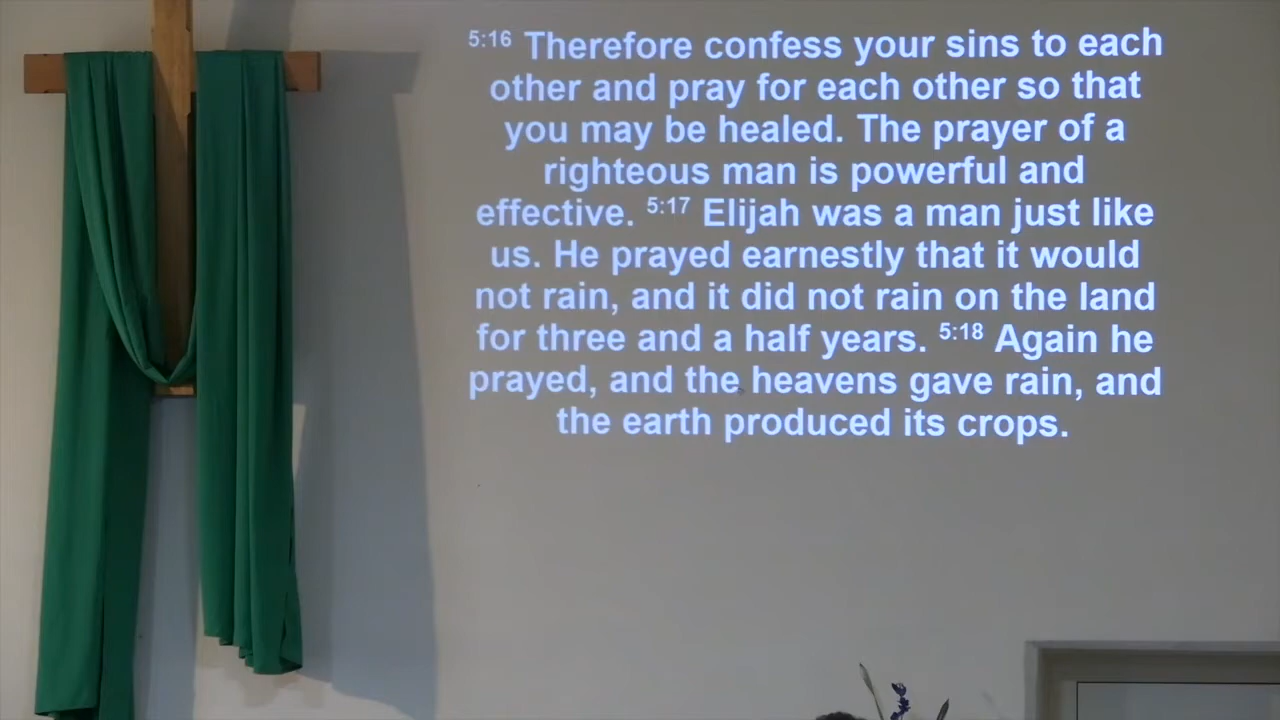 5:16 Therefore confess your sins to each
other and pray for each other so that
you may be healed. The prayer of a
righteous man is powerful and
effective. 5:17 Elijah was a man just like
us. He prayed earnestly that it would
not rain, and it did not rain on the land
for three and a half years. 5:18 Again he
prayed, and the heavens gave rain, and
the earth produced its crops.